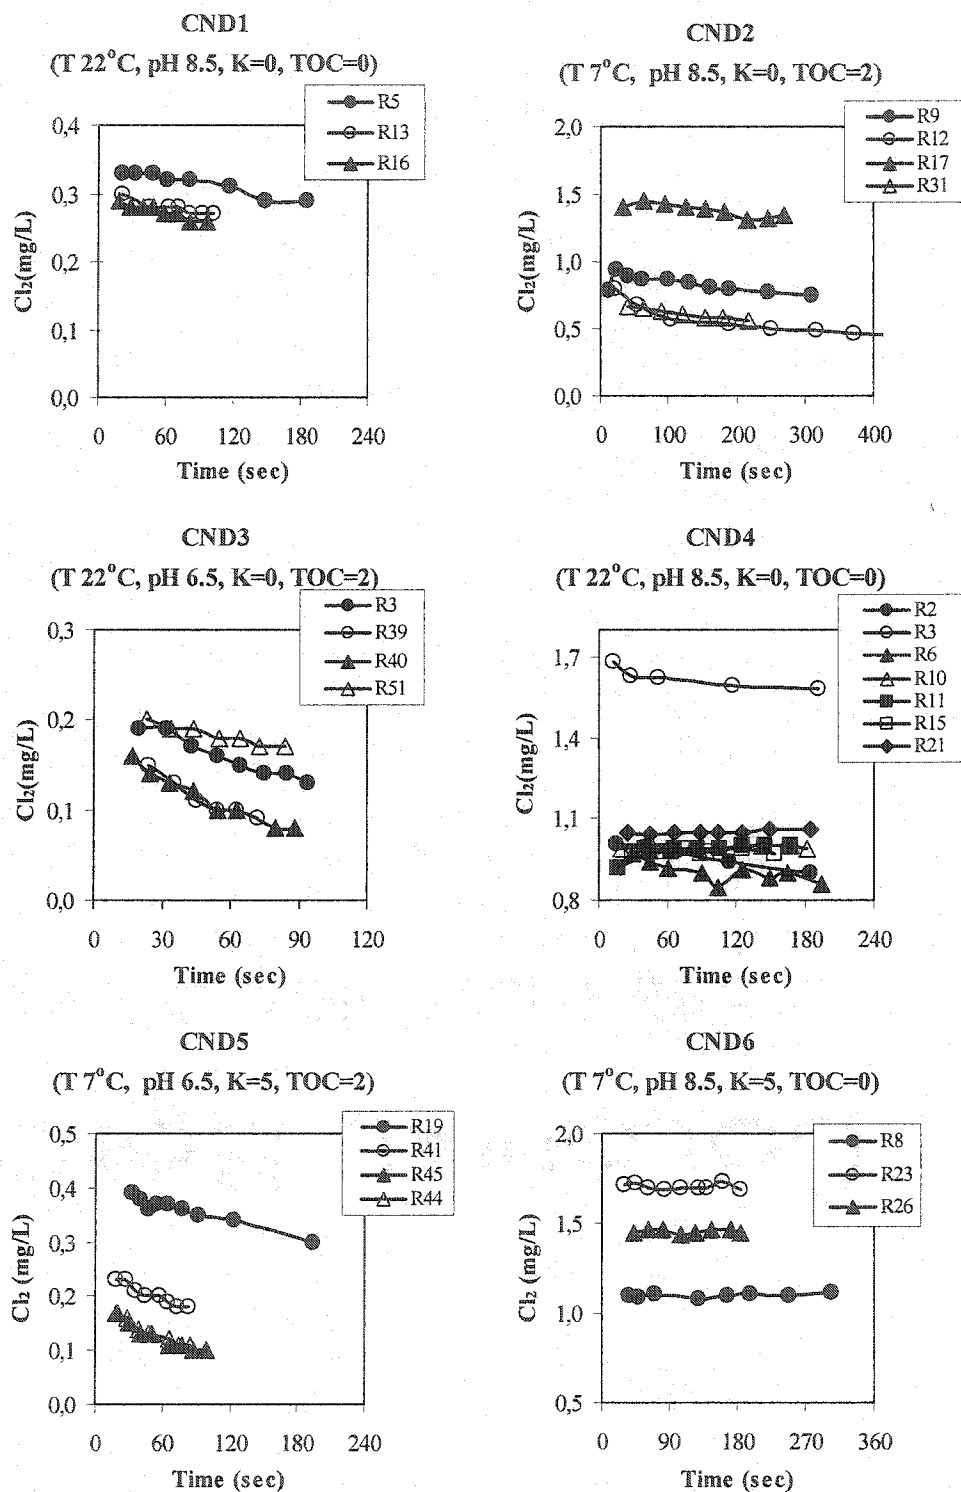 CND1
(T 22°C, pH 8.5, K=0, TOC=0)
R5
R13
R16
0,4
0,3
0,2
0,1
0,0
Cl₂(mg/L)
0 60 120 180 240
Time (sec)
CND2
(T 7°C, pH 8.5, K=0, TOC=2)
R9
R12
R17
R31
2,0
1,5
1,0
0,5
0,0
Cl₂(mg/L)
0 100 200 300 400
Time (sec)
CND3
(T 22°C, pH 6.5, K=0, TOC=2)
R3
R39
R40
R51
0,3
0,2
0,1
0,0
Cl₂(mg/L)
0 30 60 90 120
Time (sec)
CND4
(T 22°C, pH 8.5, K=0, TOC=0)
R2
R3
R6
R10
R11
R15
R21
1,7
1,4
1,1
0,8
Cl₂(mg/L)
0 60 120 180 240
Time (sec)
CND5
(T 7°C, pH 6.5, K=5, TOC=2)
R19
R41
R45
R44
0,5
0,4
0,3
0,2
0,1
0,0
Cl₂ (mg/L)
0 60 120 180 240
Time (sec)
CND6
(T 7°C, pH 8.5, K=5, TOC=0)
R8
R23
R26
2,0
1,5
1,0
0,5
Cl₂ (mg/L)
0 90 180 270 360
Time (sec)